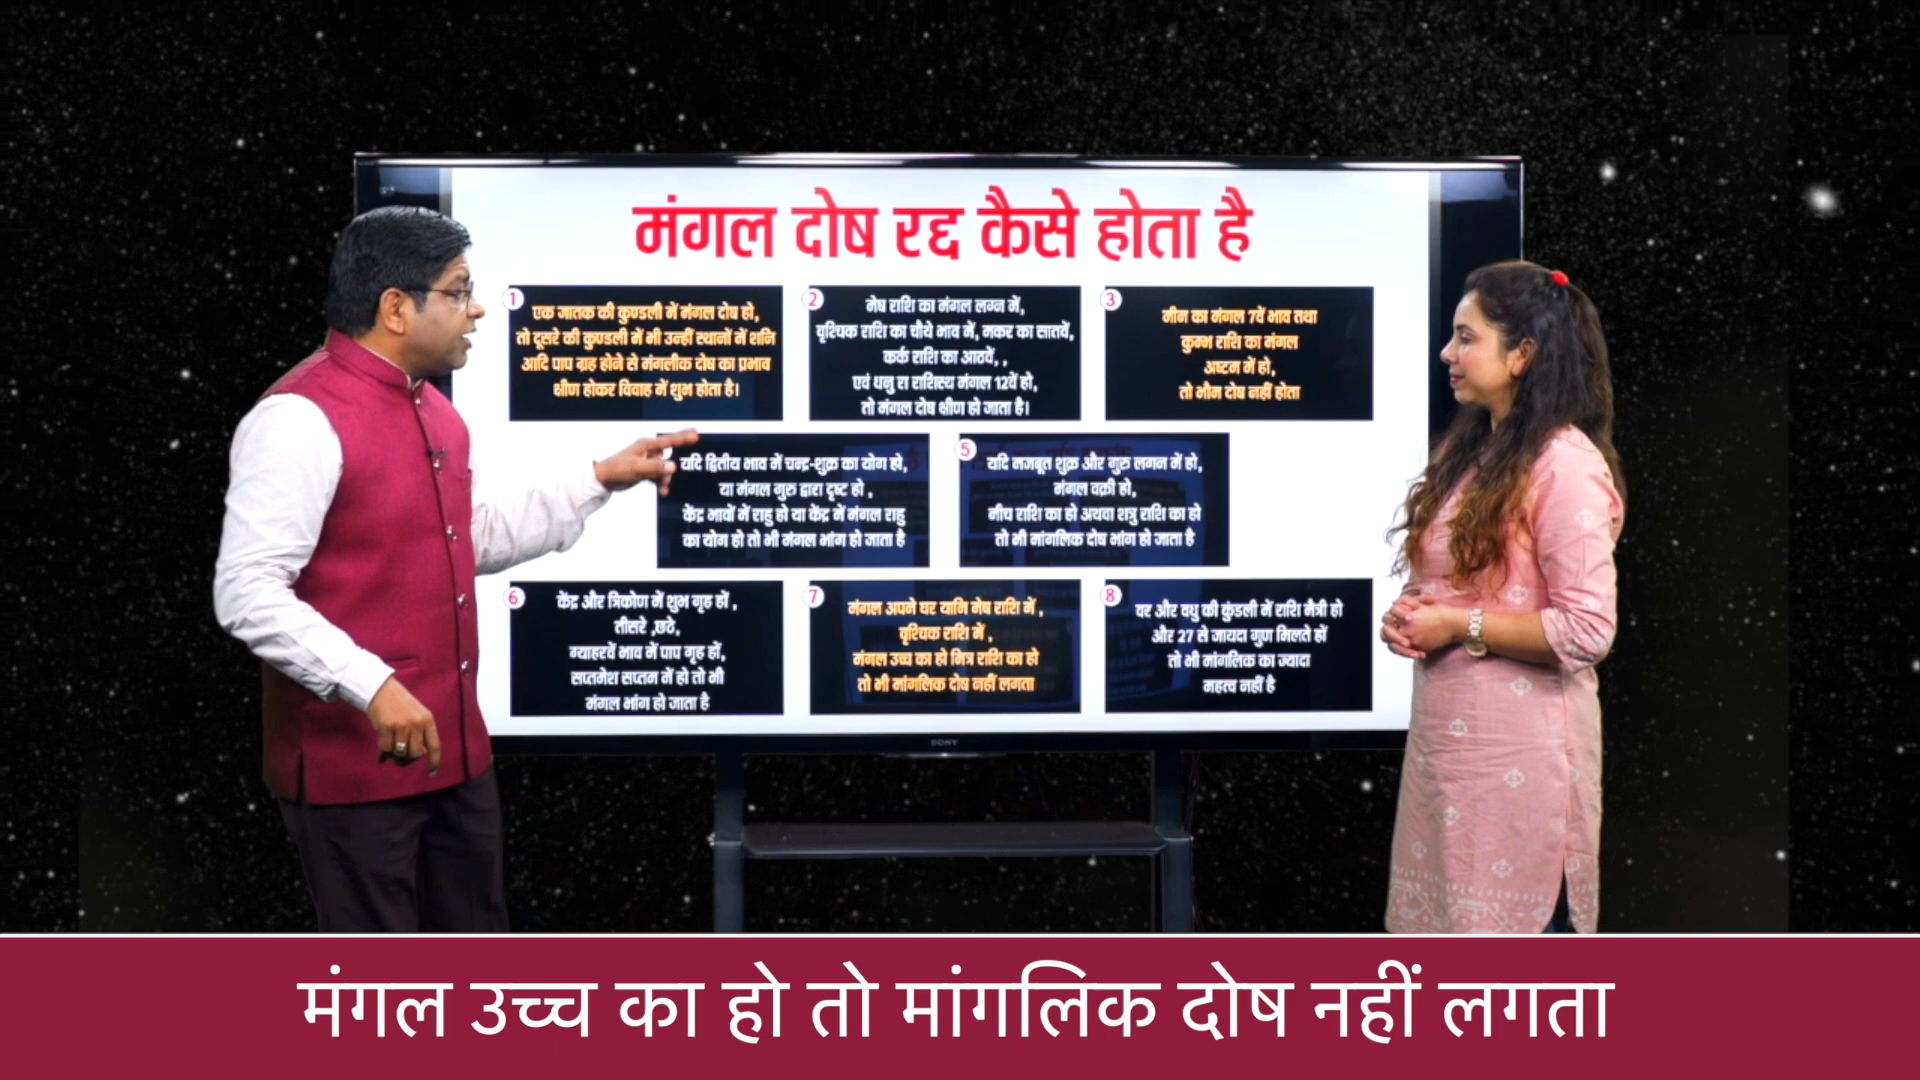 मंगल दोष रद्द कैसे होता है
1
एक जातक की कुण्डली में मंगल दोष हो,
तो दूसरे की कुण्डली में भी उन्हीं स्थानों में शनि
आदि पाप ग्रह होने से मंगलीक दोष का प्रभाव
क्षीण होकर विवाह में शुभ होता है।
2
मेष राशि का मंगल लग्न में,
वृश्चिक राशि का चौथे भाव में, मकर का सातवें,
कर्क राशि का आठवें, ,
एवं धनु रा राशिस्थ मंगल 12वें हो,
तो मंगल दोष क्षीण हो जाता है।
3
मीन का मंगल 7वें भाव तथा
कुम्भ राशि का मंगल
अष्टम में हो,
तो भौम दोष नहीं होता
यदि द्वितीय भाव में चन्द्र-शुक्र का योग हो,
या मंगल गुरु द्वारा दृष्ट हो ,
केंद्र भावों में राहु हो या केंद्र में मंगल राहु
का योग हो तो भी मंगल भांग हो जाता है
5
यदि मजबूत शुक्र और गुरु लगन में हो,
मंगल वक्री हो,
नीच राशि का हो अथवा शत्रु राशि का हो
तो भी मांगलिक दोष भांग हो जाता है
6
केंद्र और त्रिकोण में शुभ गृह हों ,
तीसरे ,छठे,
ग्याहरवें भाव में पाप गृह हों,
सप्तमेश सप्तम में हो तो भी
मंगल भांग हो जाता है
7
मंगल अपने घर यानि मेष राशि में ,
वृश्चिक राशि में ,
मंगल उच्च का हो मित्र राशि का हो
तो भी मांगलिक दोष नहीं लगता
8
वर और वधु की कुंडली में राशि मैत्री हो
और 27 से जायदा गुण मिलते हों
तो भी मांगलिक का ज्यादा
महत्व नहीं है
SONY
मंगल उच्च का हो तो मांगलिक दोष नहीं लगता